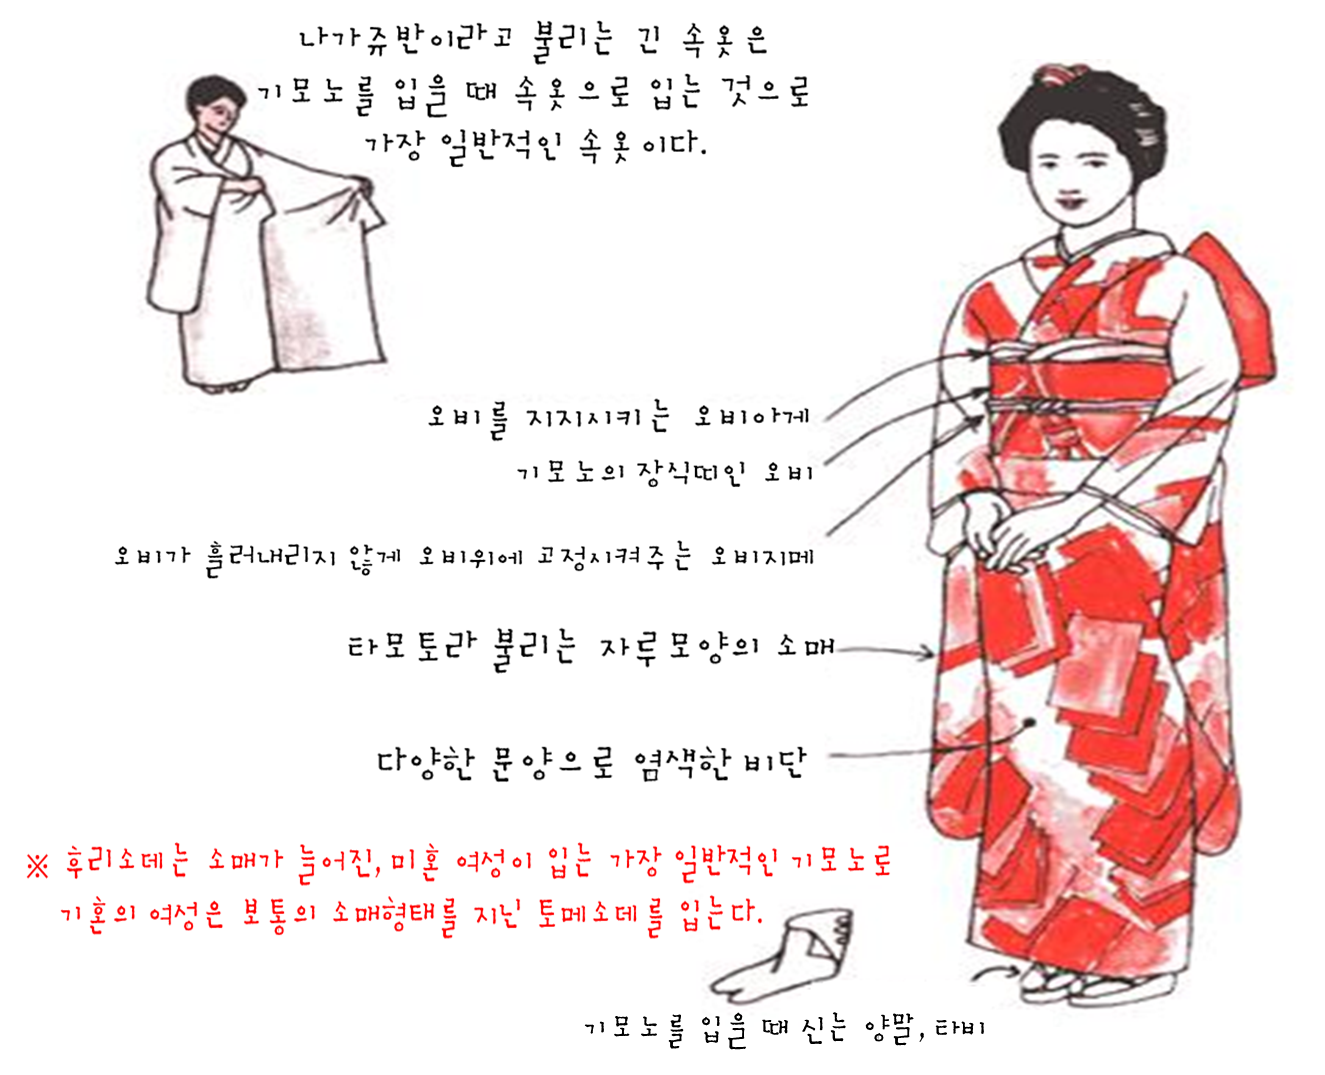 나가쥬반이라고 불리는 긴 속옷은
기모노를 입을 때 속옷으로 입는 것으로
가장 일반적인 속옷이다.
오비를 지지시키는 오비아게
기모노의 장식띠인 오비
오비가 흘러내리지 않게 오비위에 고정시켜주는 오비지메
타모토라 불리는 자루모양의 소매
다양한 문양으로 염색한 비단
※ 후리소데는 소매가 늘어진, 미혼 여성이 입는 가장 일반적인 기모노로
기혼의 여성은 보통의 소매형태를 지닌 토메소데를 입는다.
기모노를 입을 때 신는 양말, 타비